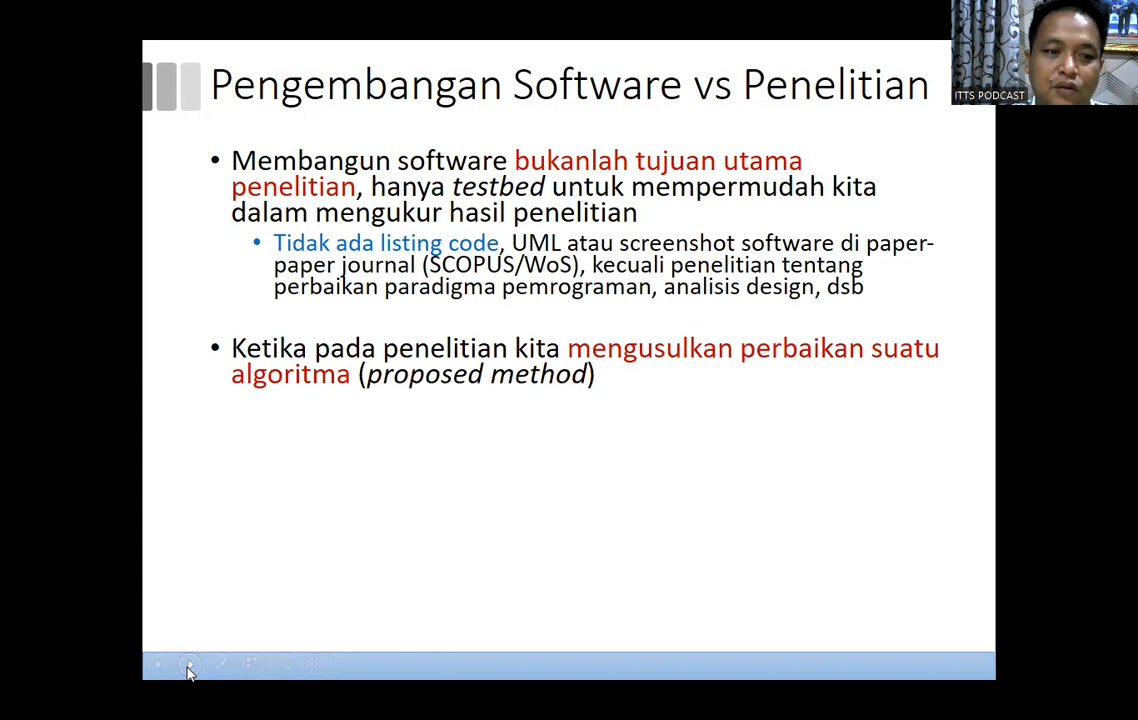 Pengembangan Software vs Penelitian
ITTS PODCAST
• Membangun software bukanlah tujuan utama
penelitian, hanya testbed untuk mempermudah kita
dalam mengukur hasil penelitian
• Tidak ada listing code, UML atau screenshot software di paper-
paper journal (SCOPUS/WoS), kecuali penelitian tentang
perbaikan paradigma pemrograman, analisis design, dsb
• Ketika pada penelitian kita mengusulkan perbaikan suatu
algoritma (proposed method)